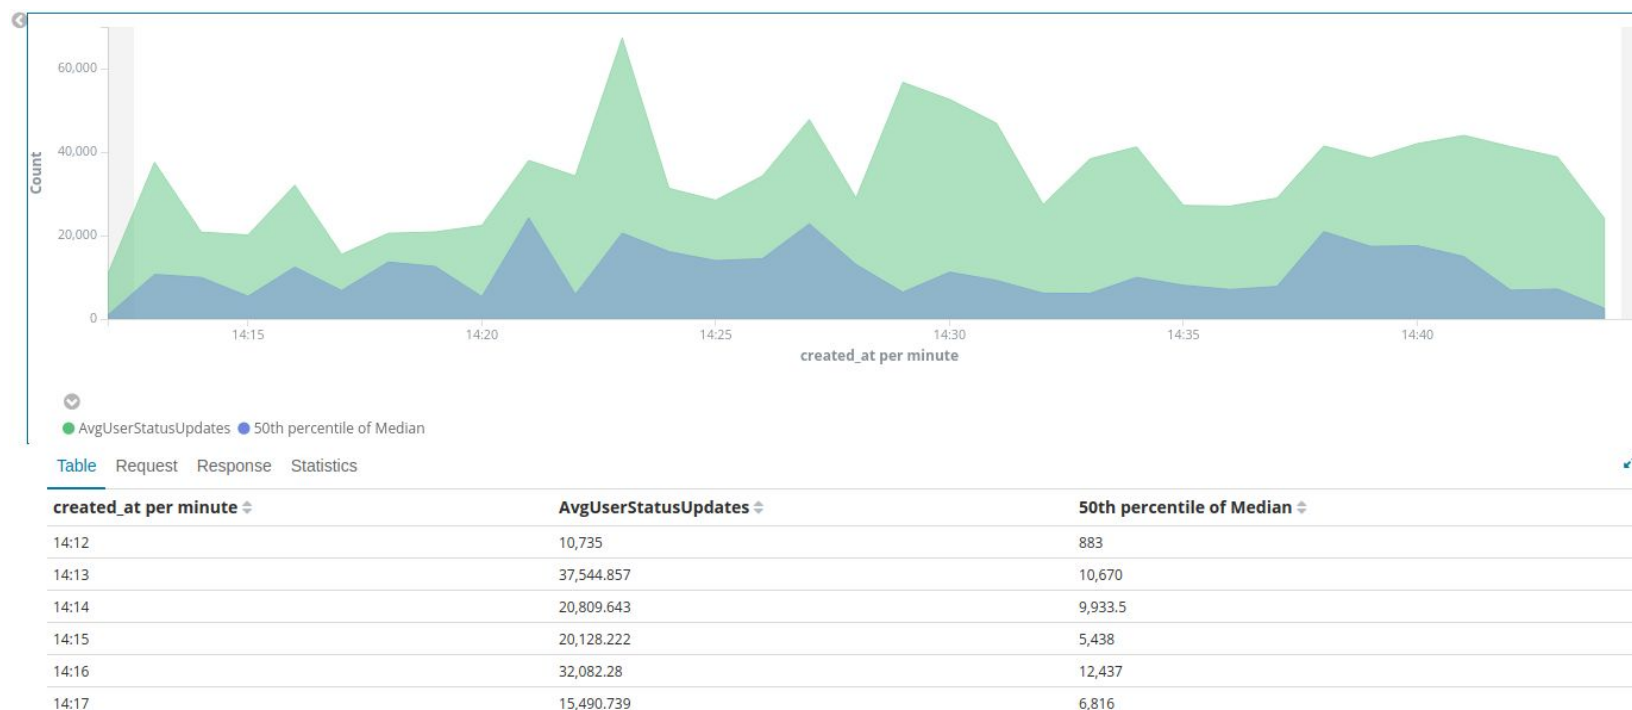 60,000
40,000
20,000
0
Count
14:15 14:20 14:25 14:30 14:35 14:40
created_at per minute
AvgUserStatusUpdates 50th percentile of Median
Table Request Response Statistics
created_at per minute AvgUserStatusUpdates 50th percentile of Median
14:12 10,735 883
14:13 37,544.857 10,670
14:14 20,809.643 9,933.5
14:15 20,128.222 5,438
14:16 32,082.28 12,437
14:17 15,490.739 6,816